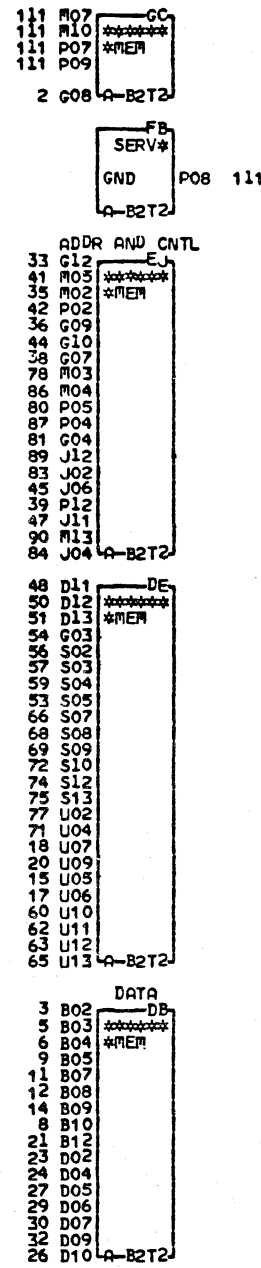 111 M07 GC
111 M10 ******
111 P07 *MEM
111 P09
2 G08 A-B2T2
FB
SERV*
GND P08 111
A-B2T2
ADDR AND CNTL
33 G12 EJ
41 M05 ******
35 M02 *MEM
42 P02
36 G09
44 G10
38 G07
78 M03
86 M04
80 P05
87 P04
81 G04
89 J12
83 J02
45 J06
39 P12
47 J11
90 M13
84 J04 A-B2T2
48 D11 DE
50 D12 ******
51 D13 *MEM
54 G03
56 S02
57 S03
59 S04
53 S05
66 S07
68 S08
69 S09
72 S10
74 S12
75 S13
77 U02
71 U04
18 U07
20 U09
15 U05
17 U06
60 U10
62 U11
63 U12
65 U13 A-B2T2
DATA
3 B02 DB
5 B03 ******
6 B04 *MEM
9 B05
11 B07
12 B08
14 B09
8 B10
21 B12
23 D02
24 D04
27 D05
29 D06
30 D07
32 D09
26 D10 A-B2T2